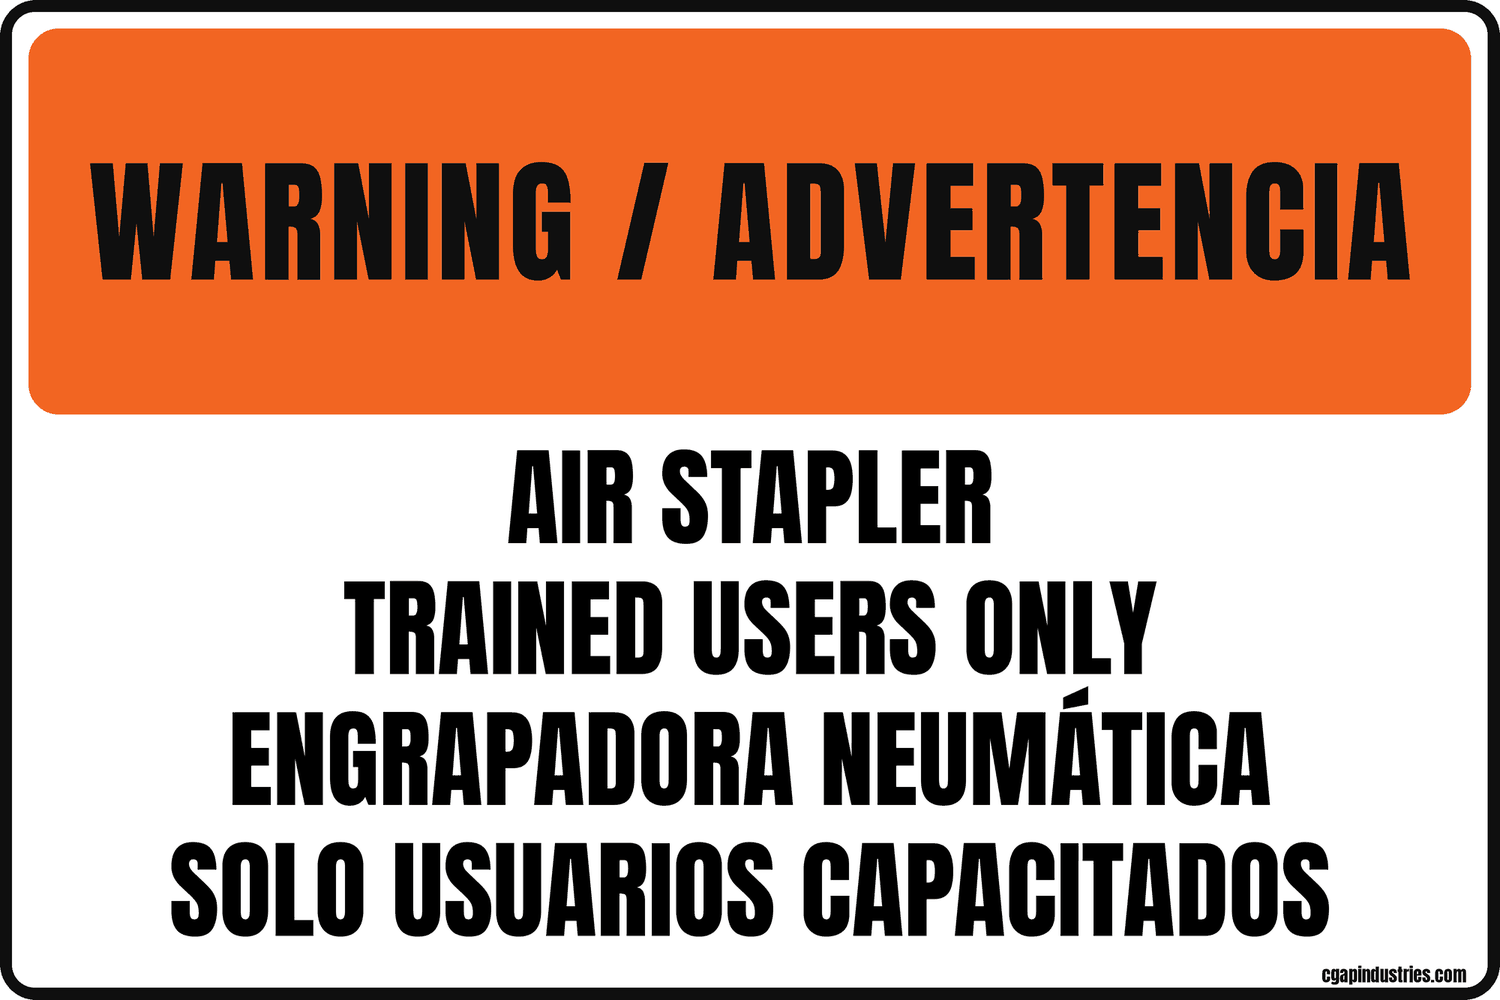 WARNING / ADVERTENCIA
AIR STAPLER
TRAINED USERS ONLY
ENGRAPADORA NEUMÁTICA
SOLO USUARIOS CAPACITADOS
cgapindustries.com